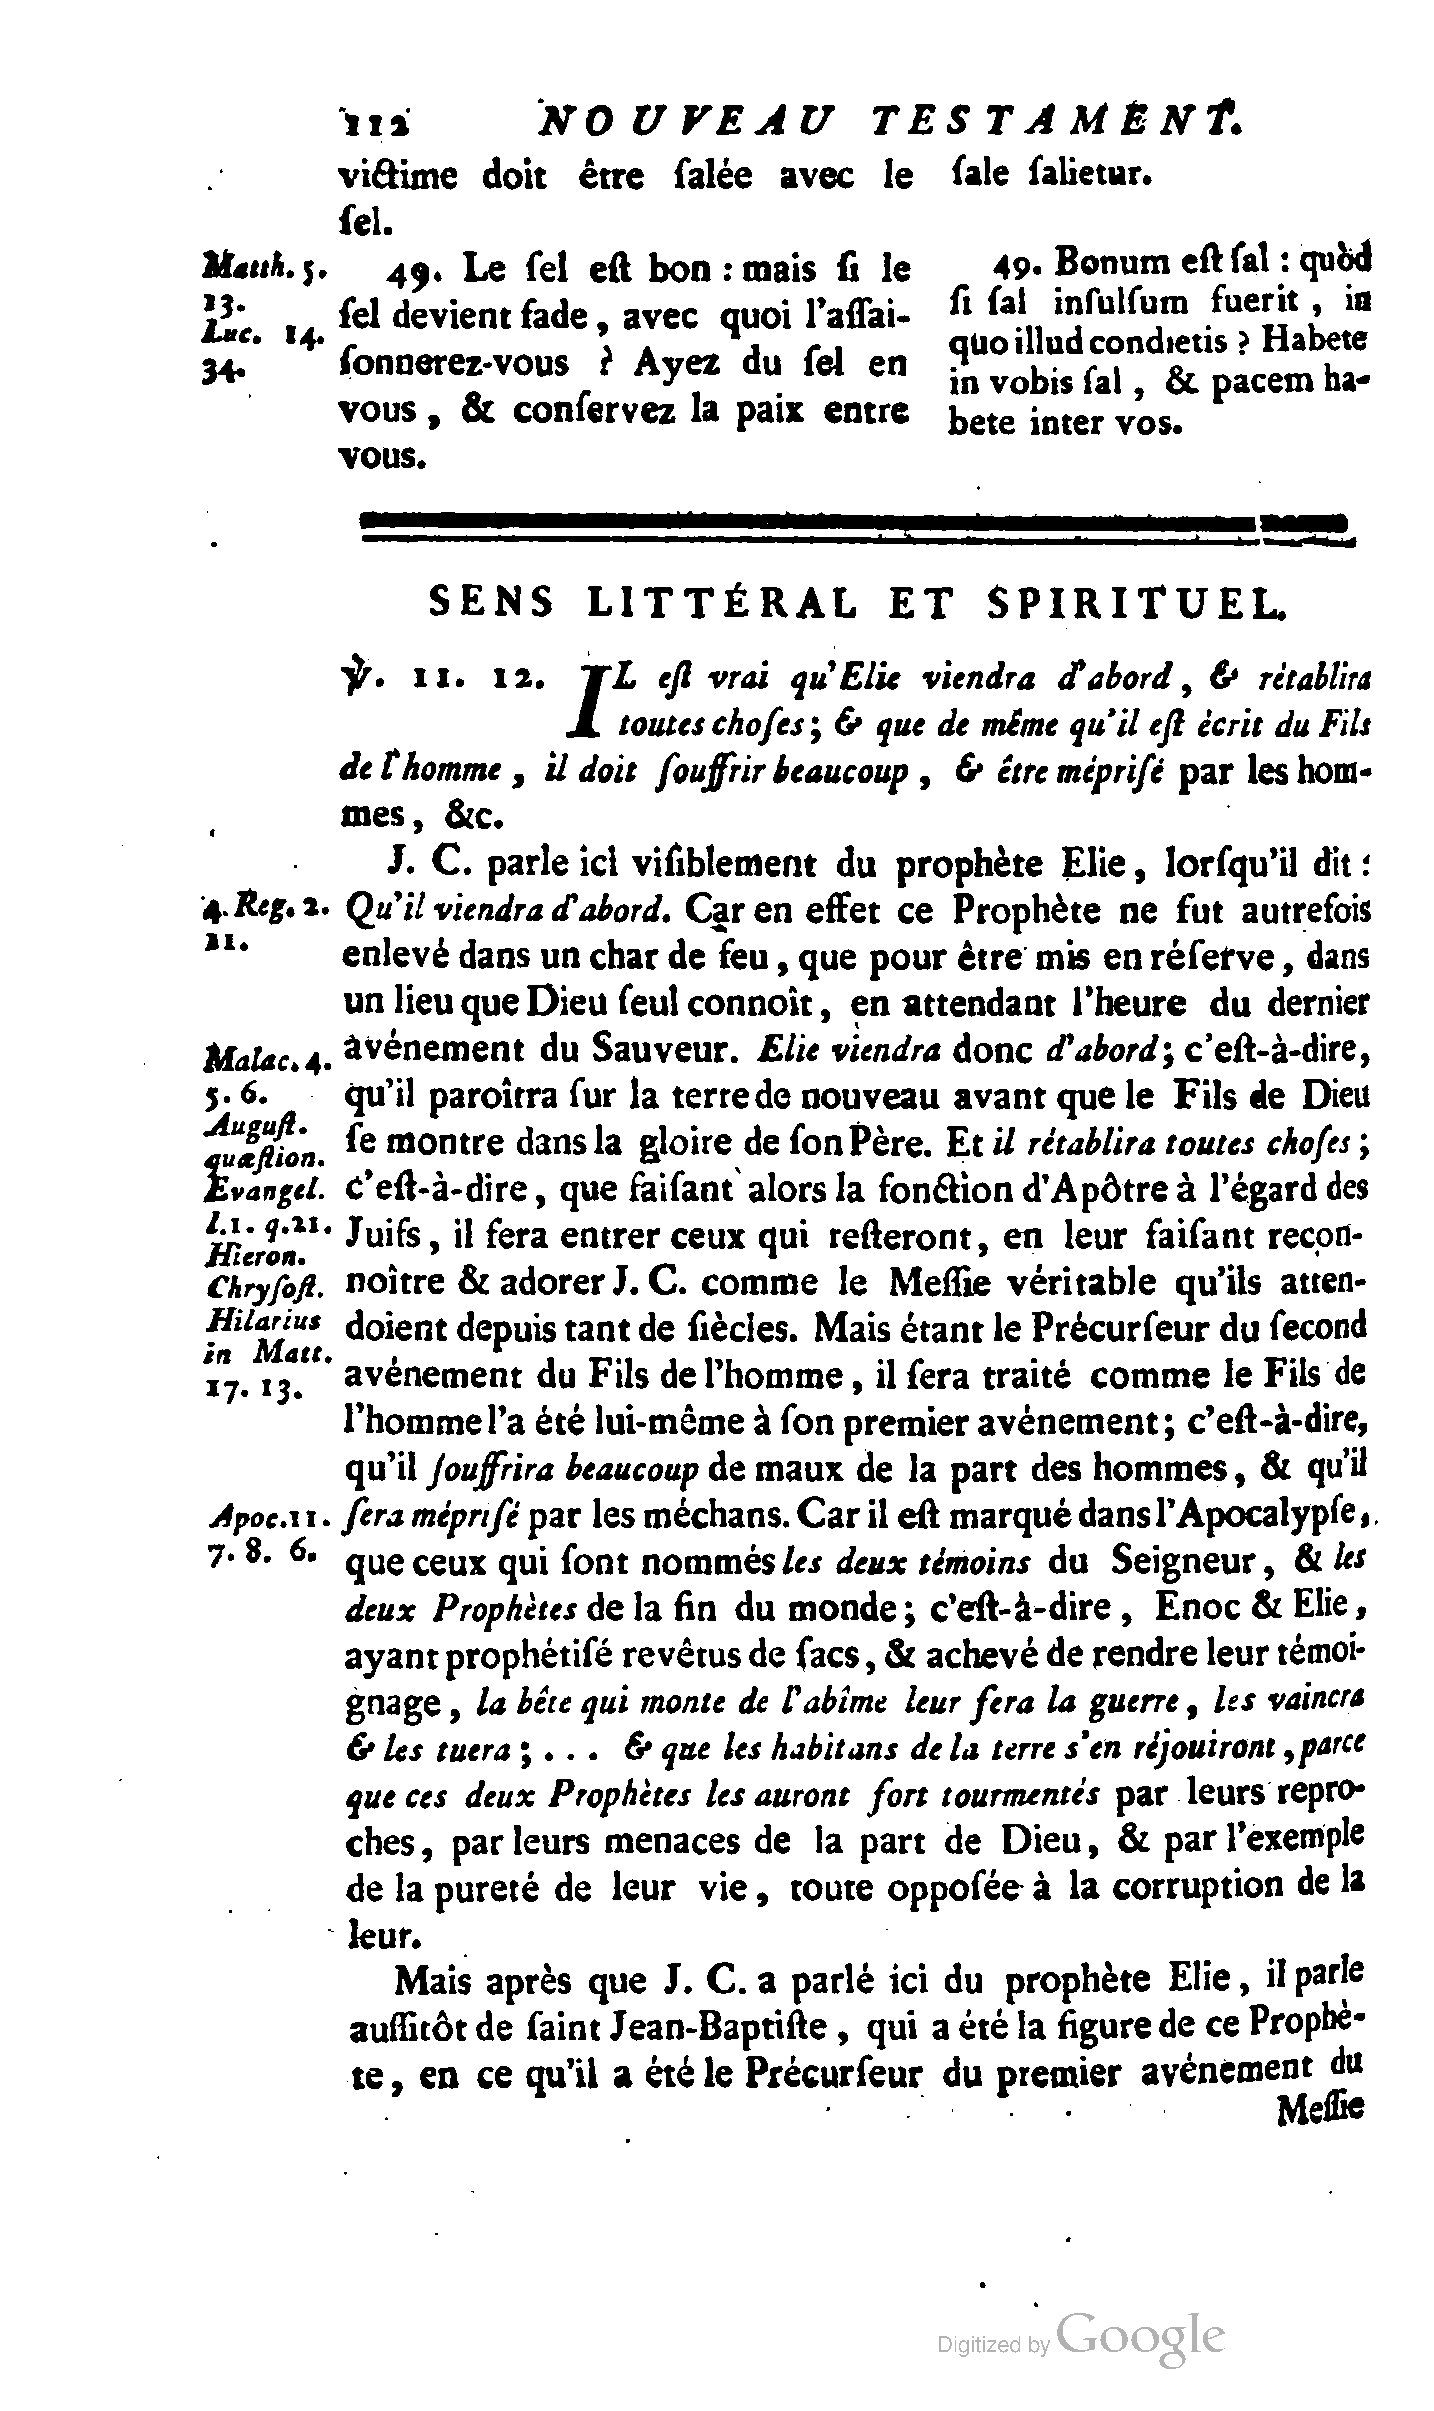 112 NOUVEAU TESTAMENT.
victime doit être ſalée avec le
ſel.
Matth. 5.
13.
Luc. 14.
34.
49. Le ſel eſt bon : mais ſi le
ſel devient fade, avec quoi l'aſſai-
ſonnerez-vous ? Ayez du ſel en
vous, & conſervez la paix entre
vous.
ſale ſalietur.
49. Bonum eſt ſal : quòd
ſi ſal inſulſum fuerit, in
quo illud condietis ? Habete
in vobis ſal, & pacem ha-
bete inter vos.
SENS LITTÉRAL ET SPIRITUEL.
℣. 11. 12. IL eſt vrai qu'Elie viendra d'abord, & rétablira
toutes choſes ; & que de même qu'il eſt écrit du Fils
de l'homme, il doit ſouffrir beaucoup, & être mépriſé par les hom-
mes, &c.
J. C. parle ici viſiblement du prophète Elie, lorſqu'il dit :
4. Reg. 2.
11.
Qu'il viendra d'abord. Car en effet ce Prophète ne fut autrefois
enlevé dans un char de feu, que pour être mis en réſerve, dans
un lieu que Dieu ſeul connoît, en attendant l'heure du dernier
Malac. 4.
5. 6.
Auguſt.
quæſtion.
Evangel.
l.1. q.21.
Hieron.
Chryſoſt.
Hilarius
in Matt.
17. 13.
avénement du Sauveur. Elie viendra donc d'abord ; c'eſt-à-dire,
qu'il paroîtra ſur la terre de nouveau avant que le Fils de Dieu
ſe montre dans la gloire de ſon Père. Et il rétablira toutes choſes ;
c'eſt-à-dire, que faiſant alors la fonction d'Apôtre à l'égard des
Juifs, il fera entrer ceux qui reſteront, en leur faiſant recon-
noître & adorer J. C. comme le Meſſie véritable qu'ils atten-
doient depuis tant de ſiècles. Mais étant le Précurſeur du ſecond
avénement du Fils de l'homme, il ſera traité comme le Fils de
l'homme l'a été lui-même à ſon premier avénement ; c'eſt-à-dire,
qu'il ſouffrira beaucoup de maux de la part des hommes, & qu'il
Apoc.11.
7. 8. 6.
ſera mépriſé par les méchans. Car il eſt marqué dans l'Apocalypſe,
que ceux qui ſont nommés les deux témoins du Seigneur, & les
deux Prophètes de la fin du monde ; c'eſt-à-dire, Enoc & Elie,
ayant prophétiſé revêtus de ſacs, & achevé de rendre leur témoi-
gnage, la bête qui monte de l'abîme leur fera la guerre, les vaincra
& les tuera ; . . . & que les habitans de la terre s'en réjouiront, parce
que ces deux Prophètes les auront fort tourmentés par leurs repro-
ches, par leurs menaces de la part de Dieu, & par l'exemple
de la pureté de leur vie, toute oppoſée à la corruption de la
leur.
Mais après que J. C. a parlé ici du prophète Elie, il parle
auſſitôt de ſaint Jean-Baptiſte, qui a été la figure de ce Prophè-
te, en ce qu'il a été le Précurſeur du premier avénement du
Meſſie
Digitized by Google